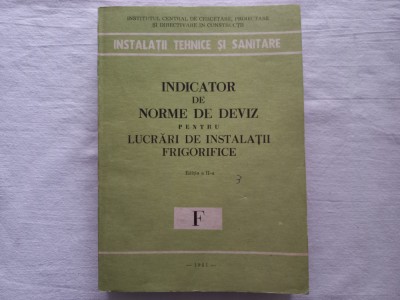 INSTITUTUL CENTRAL DE CERCETARE, PROIECTARE
ȘI DIRECTIVARE ÎN CONSTRUCȚII
INSTALAȚII TEHNICE ȘI SANITARE
INDICATOR
DE
NORME DE DEVIZ
PENTRU
LUCRĂRI DE INSTALAȚII
FRIGORIFICE
Ediția a II-a
3
F